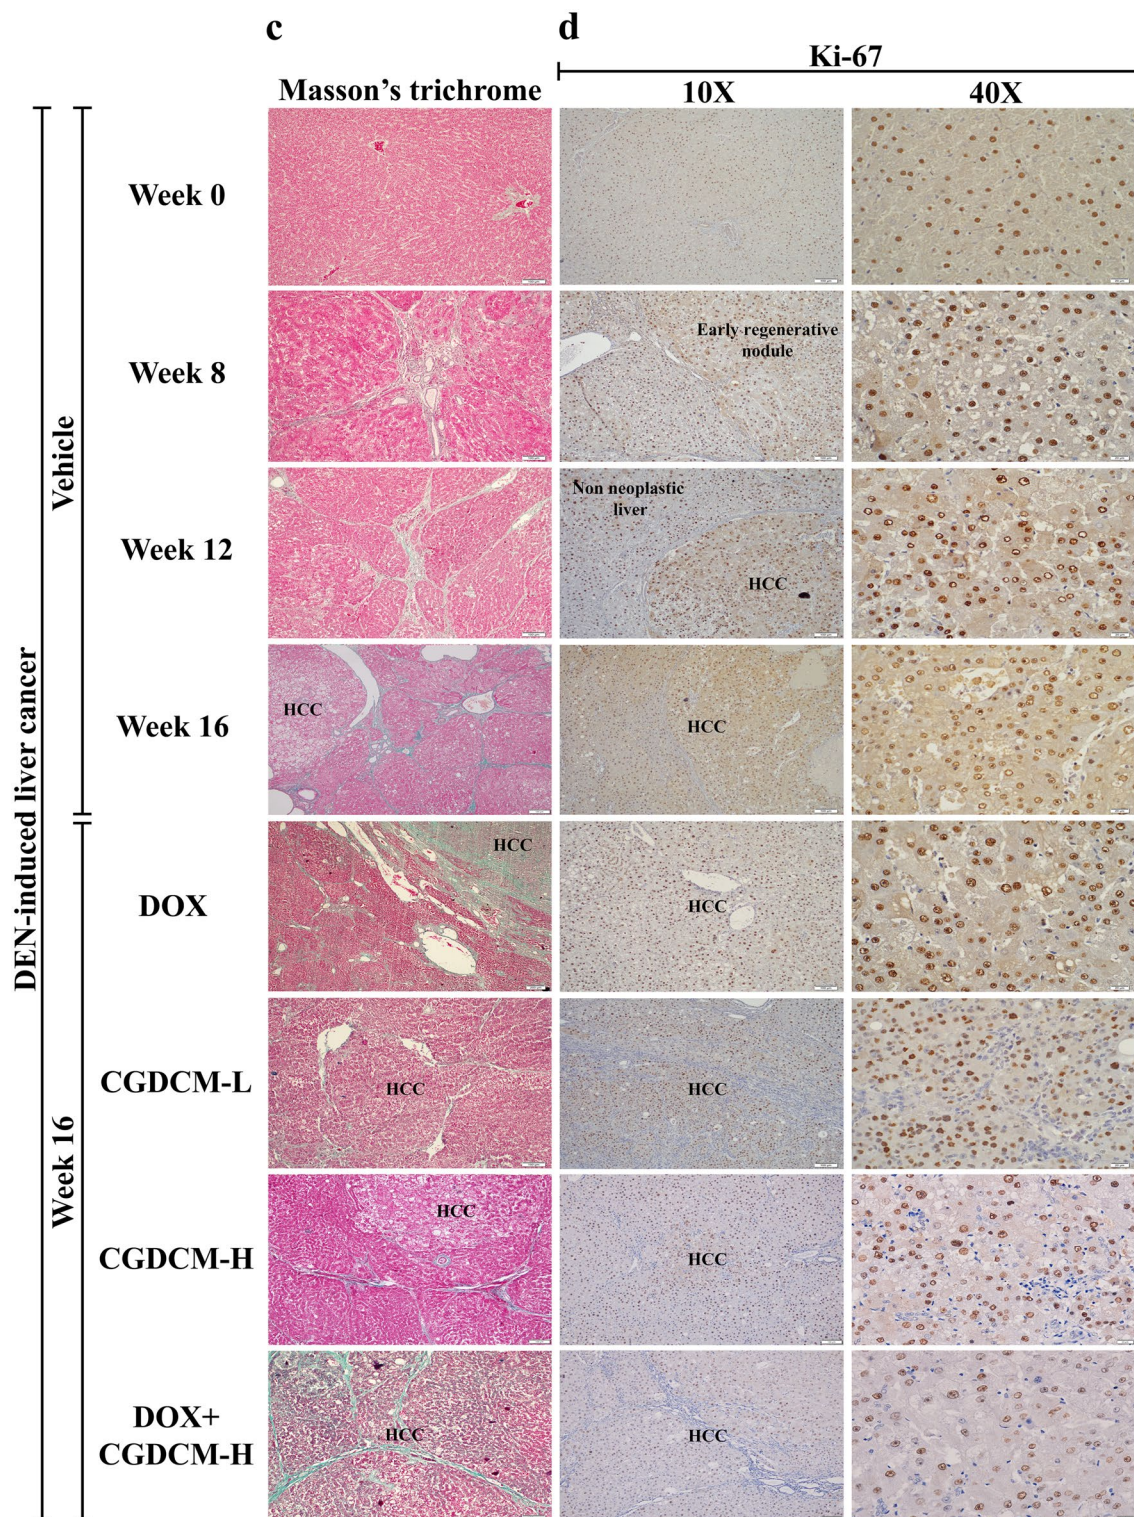 c
d
Ki-67
Masson's trichrome
10X
40X
DEN-induced liver cancer
Vehicle
Week 0
Week 8
Early regenerative
nodule
Week 12
Non neoplastic
liver
HCC
Week 16
HCC
HCC
Week 16
DOX
HCC
HCC
CGDCM-L
HCC
HCC
CGDCM-H
HCC
HCC
DOX+
CGDCM-H
HCC
HCC